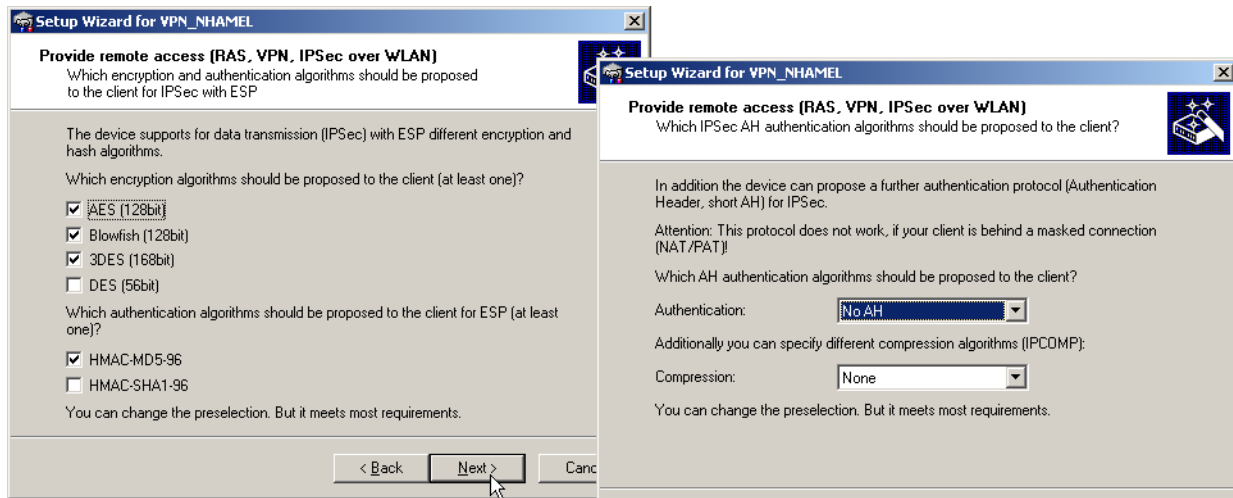 Setup Wizard for VPN_NHAMEL
Provide remote access (RAS, VPN, IPSec over WLAN)
Which encryption and authentication algorithms should be proposed
to the client for IPSec with ESP
The device supports for data transmission (IPSec) with ESP different encryption and
hash algorithms.
Which encryption algorithms should be proposed to the client (at least one)?
AES (128bit)
Blowfish (128bit)
3DES (168bit)
DES (56bit)
Which authentication algorithms should be proposed to the client for ESP (at least
one)?
HMAC-MD5-96
HMAC-SHA1-96
You can change the preselection. But it meets most requirements.
< Back
Next >
Canc
Setup Wizard for VPN_NHAMEL
Provide remote access (RAS, VPN, IPSec over WLAN)
Which IPSec AH authentication algorithms should be proposed to the client?
In addition the device can propose a further authentication protocol (Authentication
Header, short AH) for IPSec.
Attention: This protocol does not work, if your client is behind a masked connection
(NAT/PAT)!
Which AH authentication algorithms should be proposed to the client?
Authentication: No AH
Additionally you can specify different compression algorithms (IPCOMP):
Compression: None
You can change the preselection. But it meets most requirements.